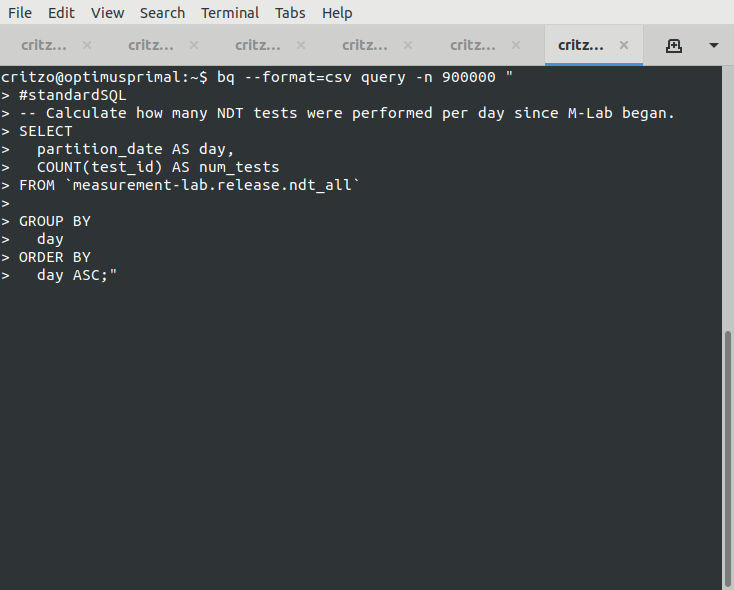 File Edit View Search Terminal Tabs Help
critz... × critz... × critz... × critz... × critz... × critz... ×
critzo@optimusprimal:~$ bq --format=csv query -n 900000 "
> #standardSQL
> -- Calculate how many NDT tests were performed per day since M-Lab began.
> SELECT
>   partition_date AS day,
>   COUNT(test_id) AS num_tests
> FROM `measurement-lab.release.ndt_all`
>
> GROUP BY
>   day
> ORDER BY
>   day ASC;"